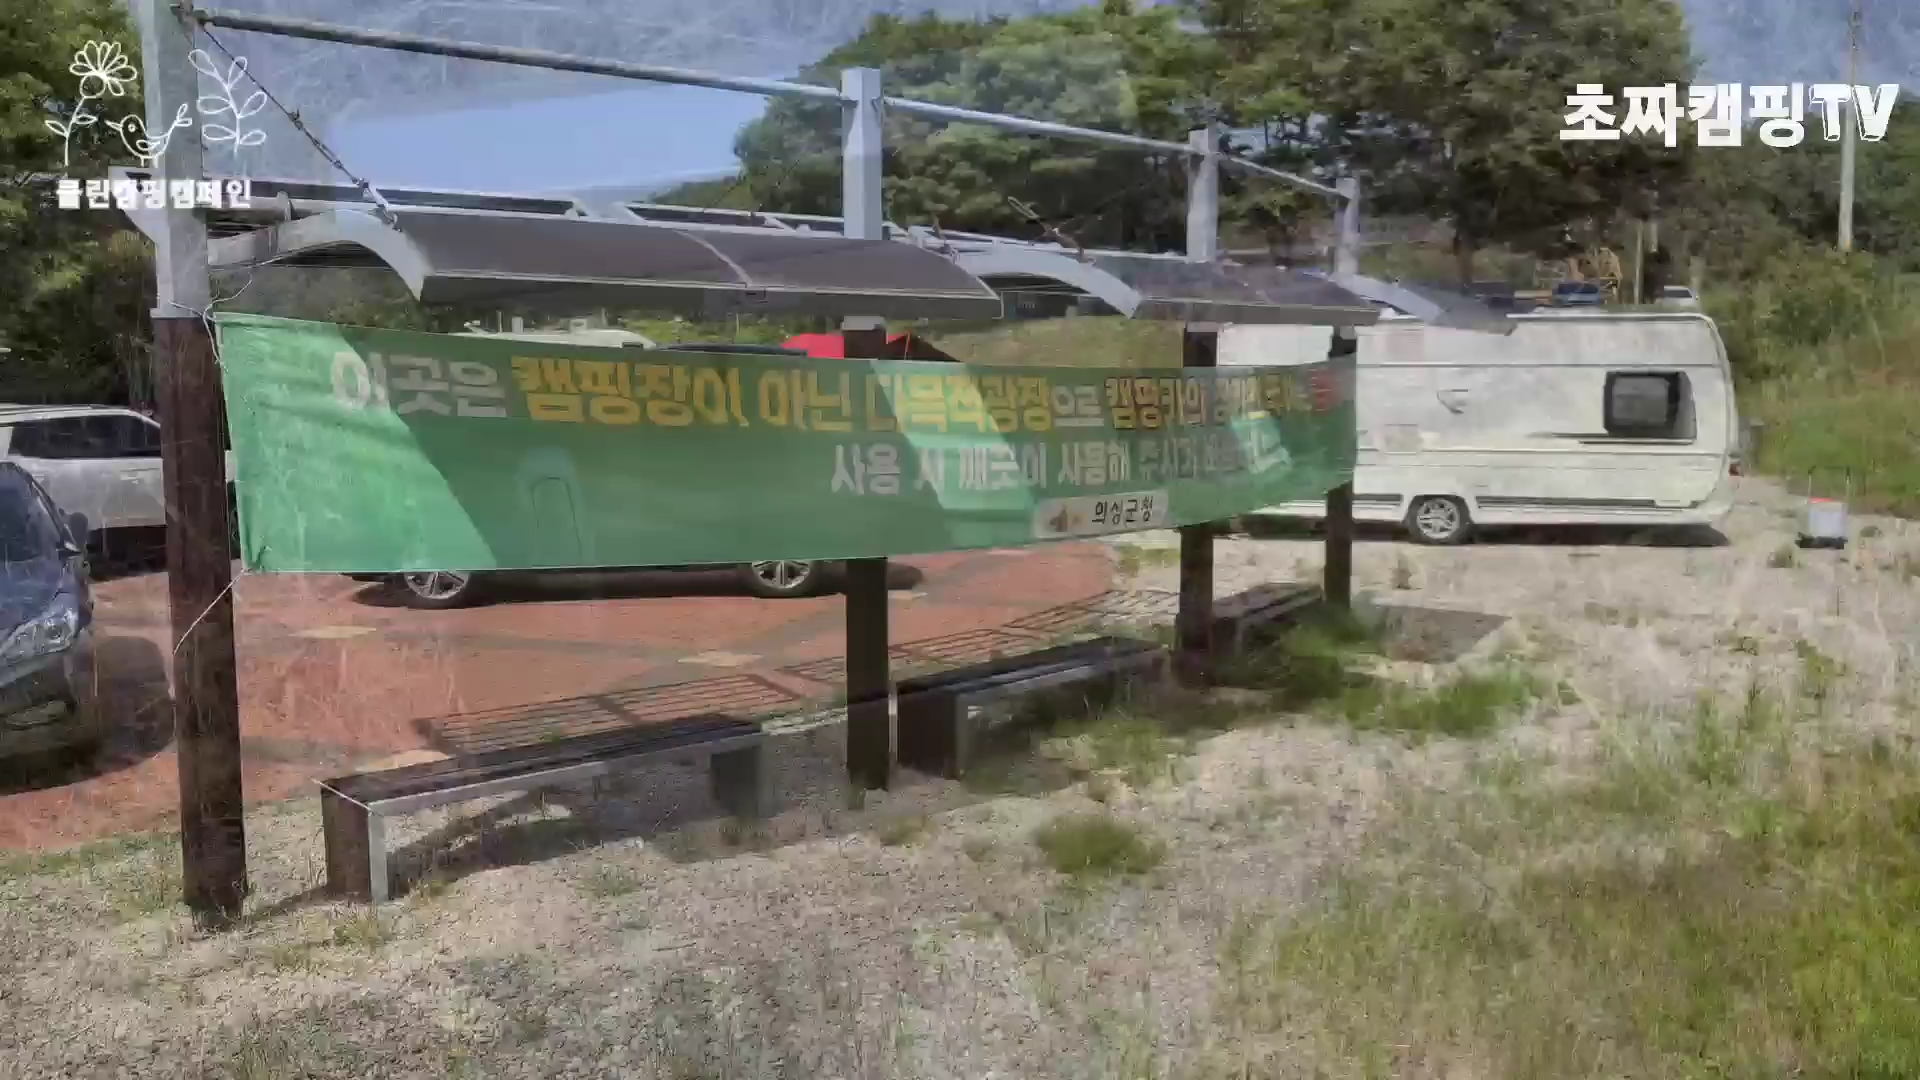 초짜캠핑TV
클린캠핑캠페인
이곳은 캠핑장이 아닌 다목적광장으로 캠핑카의
사용 시 깨끗이 사용해 주시기
의성군청